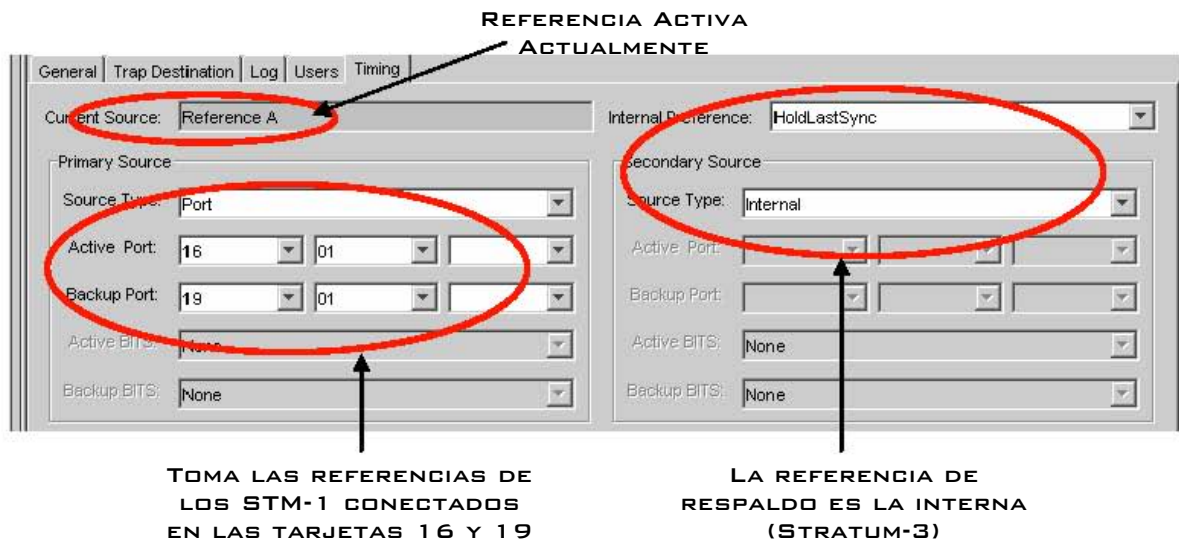 REFERENCIA ACTIVA
ACTUALMENTE
General Trap Destination Log Users Timing
Current Source: Reference A
Internal Preference: HoldLastSync
Primary Source
Source Type: Port
Active Port: 16 01
Backup Port: 19 01
Active BITS: None
Backup BITS: None
Secondary Source
Source Type: Internal
Active Port:
Backup Port:
Active BITS: None
Backup BITS: None
TOMA LAS REFERENCIAS DE
LOS STM-1 CONECTADOS
EN LAS TARJETAS 16 Y 19
LA REFERENCIA DE
RESPALDO ES LA INTERNA
(STRATUM-3)